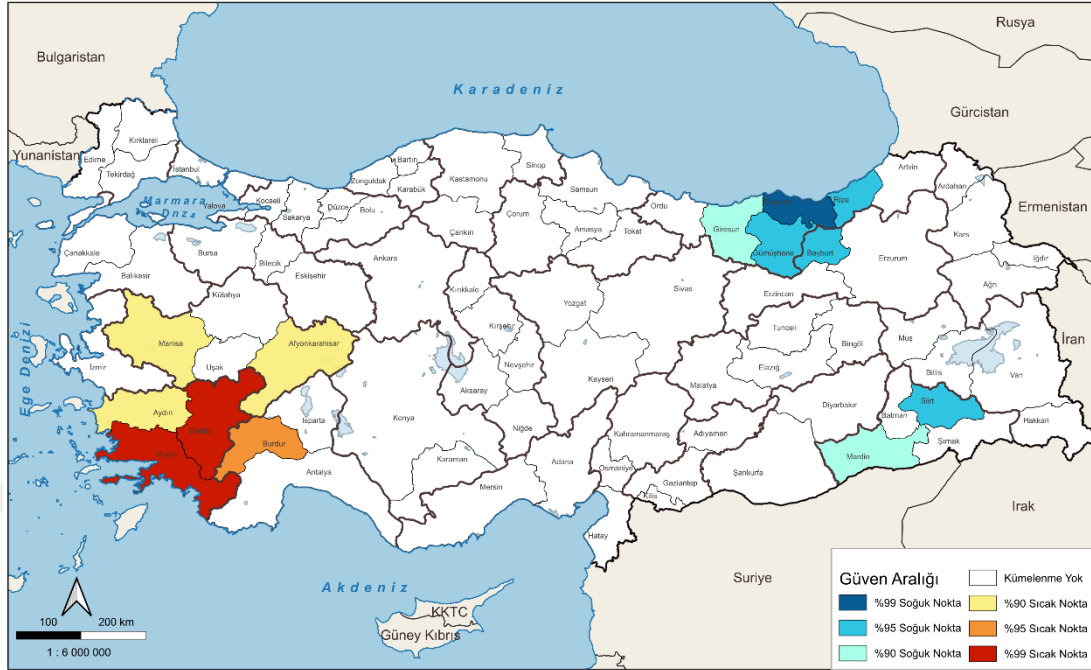 Rusya
Bulgaristan
Karadeniz
Gürcistan
Yunanistan
Ermenistan
Kırklareli
Edirne
Tekirdağ
İstanbul
Marmara
Dnz.
Yalova
Kocaeli
Sakarya
Düzce
Bolu
Zonguldak
Bartın
Karabük
Kastamonu
Sinop
Samsun
Çankırı
Çorum
Amasya
Tokat
Ordu
Giresun
Gümüşhane
Bayburt
Rize
Artvin
Ardahan
Kars
Iğdır
Ağrı
Erzurum
Erzincan
Çanakkale
Balıkesir
Bursa
Bilecik
Eskişehir
Kütahya
Ankara
Kırıkkale
Yozgat
Sivas
Kırşehir
Nevşehir
Kayseri
Tunceli
Bingöl
Elazığ
Malatya
Muş
Bitlis
Van
İran
Ege Denizi
Manisa
İzmir
Uşak
Afyonkarahisar
Aydın
Denizli
Muğla
Burdur
Isparta
Antalya
Konya
Aksaray
Niğde
Karaman
Mersin
Adana
Kahramanmaraş
Osmaniye
Gaziantep
Kilis
Hatay
Adıyaman
Şanlıurfa
Diyarbakır
Batman
Siirt
Mardin
Şırnak
Hakkari
Irak
Suriye
Akdeniz
KKTC
Güney Kıbrıs
100 200 km
1 : 6 000 000
Güven Aralığı
%99 Soğuk Nokta
%95 Soğuk Nokta
%90 Soğuk Nokta
Kümelenme Yok
%90 Sıcak Nokta
%95 Sıcak Nokta
%99 Sıcak Nokta